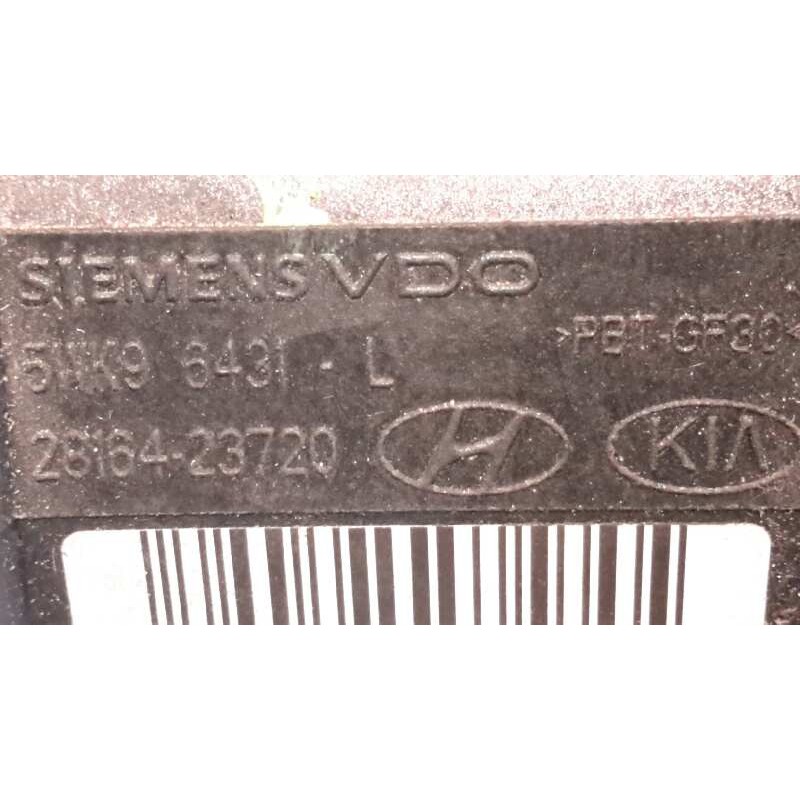 SIEMENS VDO
5WK9 6431 - L >PBT-GF30<
28164-23720 H KIA